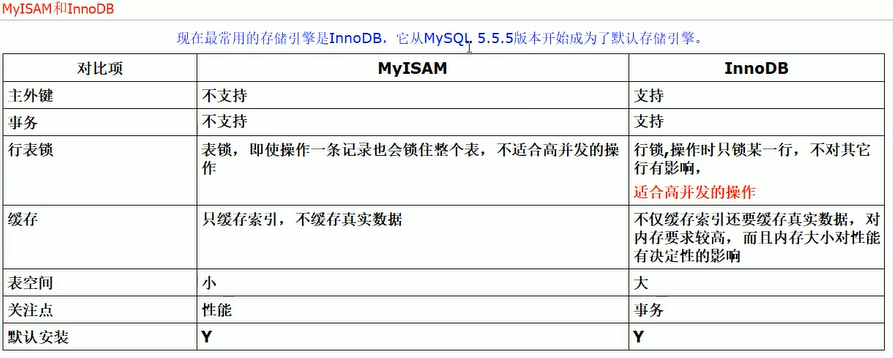 MyISAM和InnoDB
现在最常用的存储引擎是InnoDB，它从MySQL 5.5.5版本开始成为了默认存储引擎。
对比项 MyISAM InnoDB
主外键 不支持 支持
事务 不支持 支持
行表锁 表锁，即使操作一条记录也会锁住整个表，不适合高并发的操作 行锁,操作时只锁某一行，不对其它行有影响，
适合高并发的操作
缓存 只缓存索引，不缓存真实数据 不仅缓存索引还要缓存真实数据，对内存要求较高，而且内存大小对性能有决定性的影响
表空间 小 大
关注点 性能 事务
默认安装 Y Y